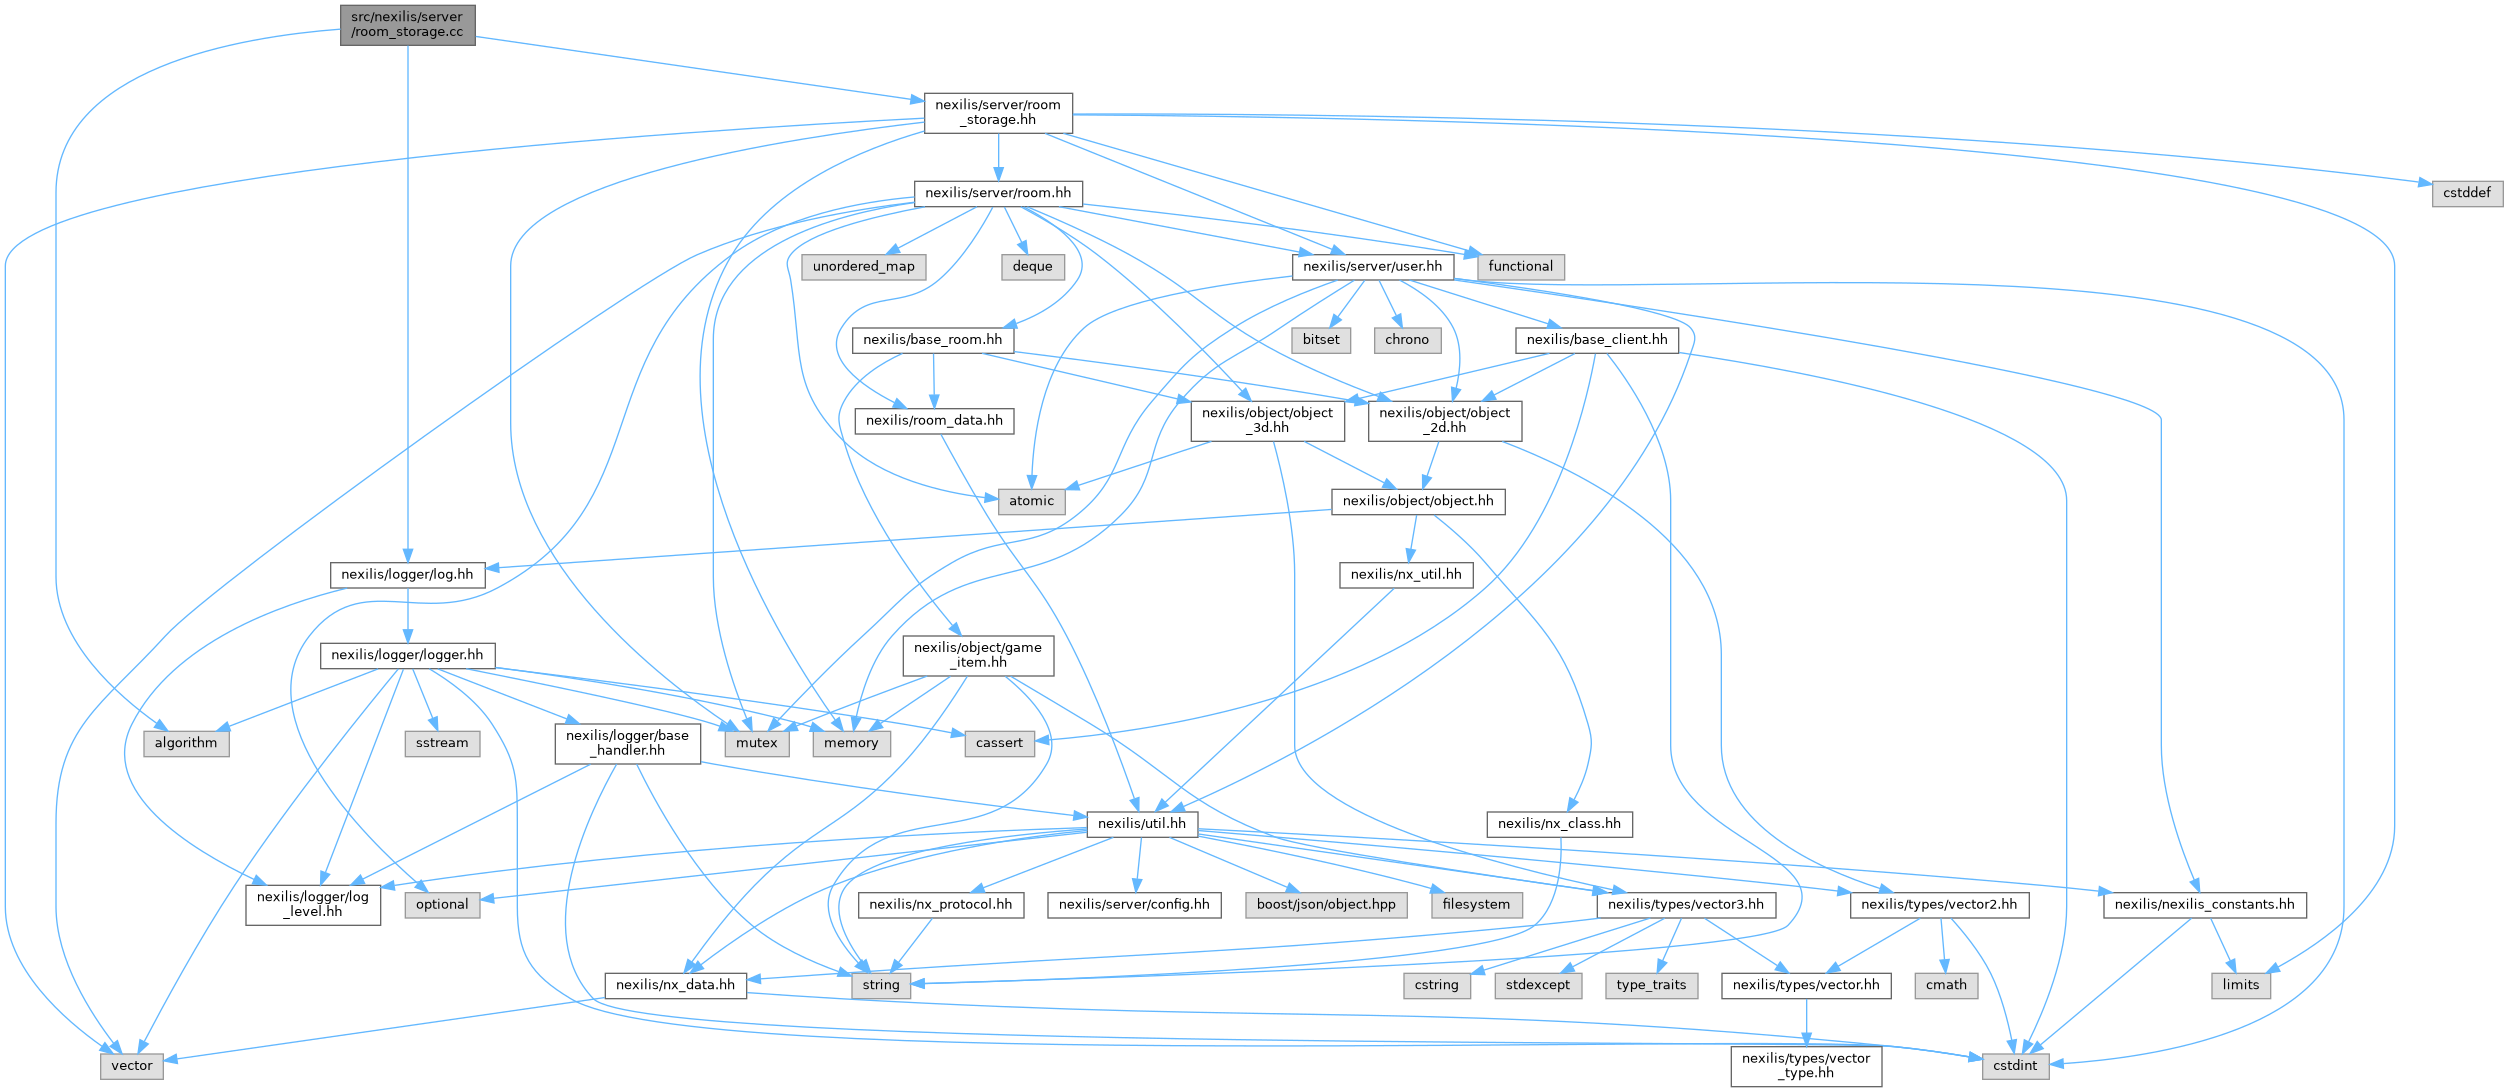 src/nexilis/server
/room_storage.cc
nexilis/server/room
_storage.hh
nexilis/server/room.hh
cstddef
unordered_map
deque
nexilis/server/user.hh
functional
nexilis/base_room.hh
bitset
chrono
nexilis/base_client.hh
nexilis/room_data.hh
nexilis/object/object
_3d.hh
nexilis/object/object
_2d.hh
atomic
nexilis/object/object.hh
nexilis/logger/log.hh
nexilis/nx_util.hh
nexilis/logger/logger.hh
nexilis/object/game
_item.hh
algorithm
sstream
nexilis/logger/base
_handler.hh
mutex
memory
cassert
nexilis/util.hh
nexilis/nx_class.hh
nexilis/logger/log
_level.hh
optional
nexilis/nx_protocol.hh
nexilis/server/config.hh
boost/json/object.hpp
filesystem
nexilis/types/vector3.hh
nexilis/types/vector2.hh
nexilis/nexilis_constants.hh
nexilis/nx_data.hh
string
cstring
stdexcept
type_traits
nexilis/types/vector.hh
cmath
limits
vector
nexilis/types/vector
_type.hh
cstdint